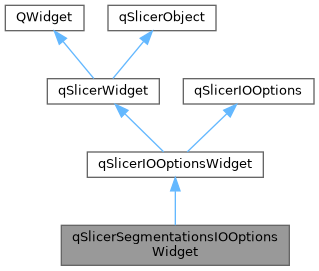 QWidget
qSlicerObject
qSlicerWidget
qSlicerIOOptions
qSlicerIOOptionsWidget
qSlicerSegmentationsIOOptions
Widget